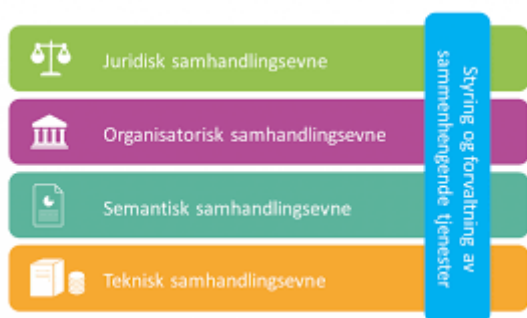 Juridisk samhandlingsevne
Organisatorisk samhandlingsevne
Semantisk samhandlingsevne
Teknisk samhandlingsevne
Styring og forvaltning av
sammenhengende tjenester